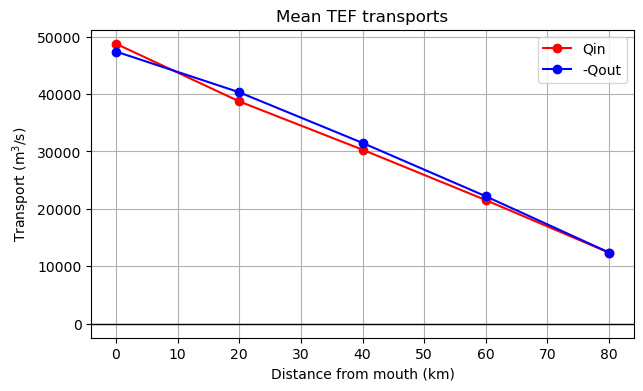 Mean TEF transports
Qin
-Qout
Transport (m³/s)
50000
40000
30000
20000
10000
0
0 10 20 30 40 50 60 70 80
Distance from mouth (km)